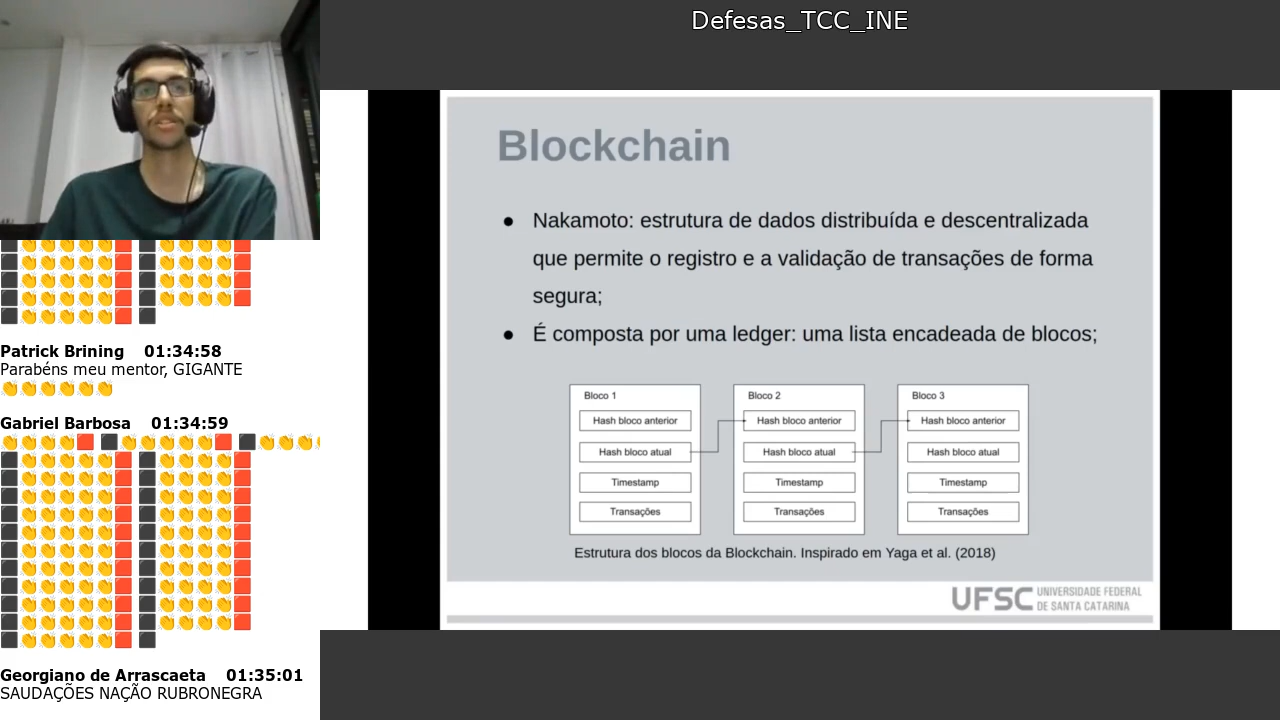 Defesas_TCC_INE
Blockchain
● Nakamoto: estrutura de dados distribuída e descentralizada
que permite o registro e a validação de transações de forma
segura;
● É composta por uma ledger: uma lista encadeada de blocos;
Bloco 1
Hash bloco anterior
Hash bloco atual
Timestamp
Transações
Bloco 2
Hash bloco anterior
Hash bloco atual
Timestamp
Transações
Bloco 3
Hash bloco anterior
Hash bloco atual
Timestamp
Transações
Estrutura dos blocos da Blockchain. Inspirado em Yaga et al. (2018)
UFSC UNIVERSIDADE FEDERAL
DE SANTA CATARINA
Patrick Brining 01:34:58
Parabéns meu mentor, GIGANTE
Gabriel Barbosa 01:34:59
Georgiano de Arrascaeta 01:35:01
SAUDAÇÕES NAÇÃO RUBRONEGRA